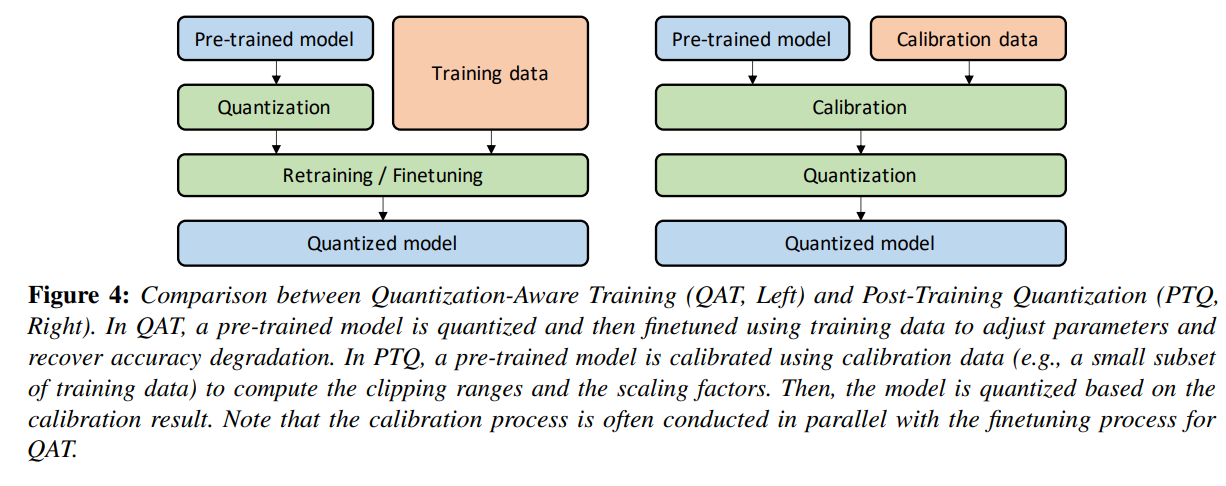 Pre-trained model
Training data
Quantization
Retraining / Finetuning
Quantized model
Pre-trained model
Calibration data
Calibration
Quantization
Quantized model
Figure 4: Comparison between Quantization-Aware Training (QAT, Left) and Post-Training Quantization (PTQ,
Right). In QAT, a pre-trained model is quantized and then finetuned using training data to adjust parameters and
recover accuracy degradation. In PTQ, a pre-trained model is calibrated using calibration data (e.g., a small subset
of training data) to compute the clipping ranges and the scaling factors. Then, the model is quantized based on the
calibration result. Note that the calibration process is often conducted in parallel with the finetuning process for
QAT.